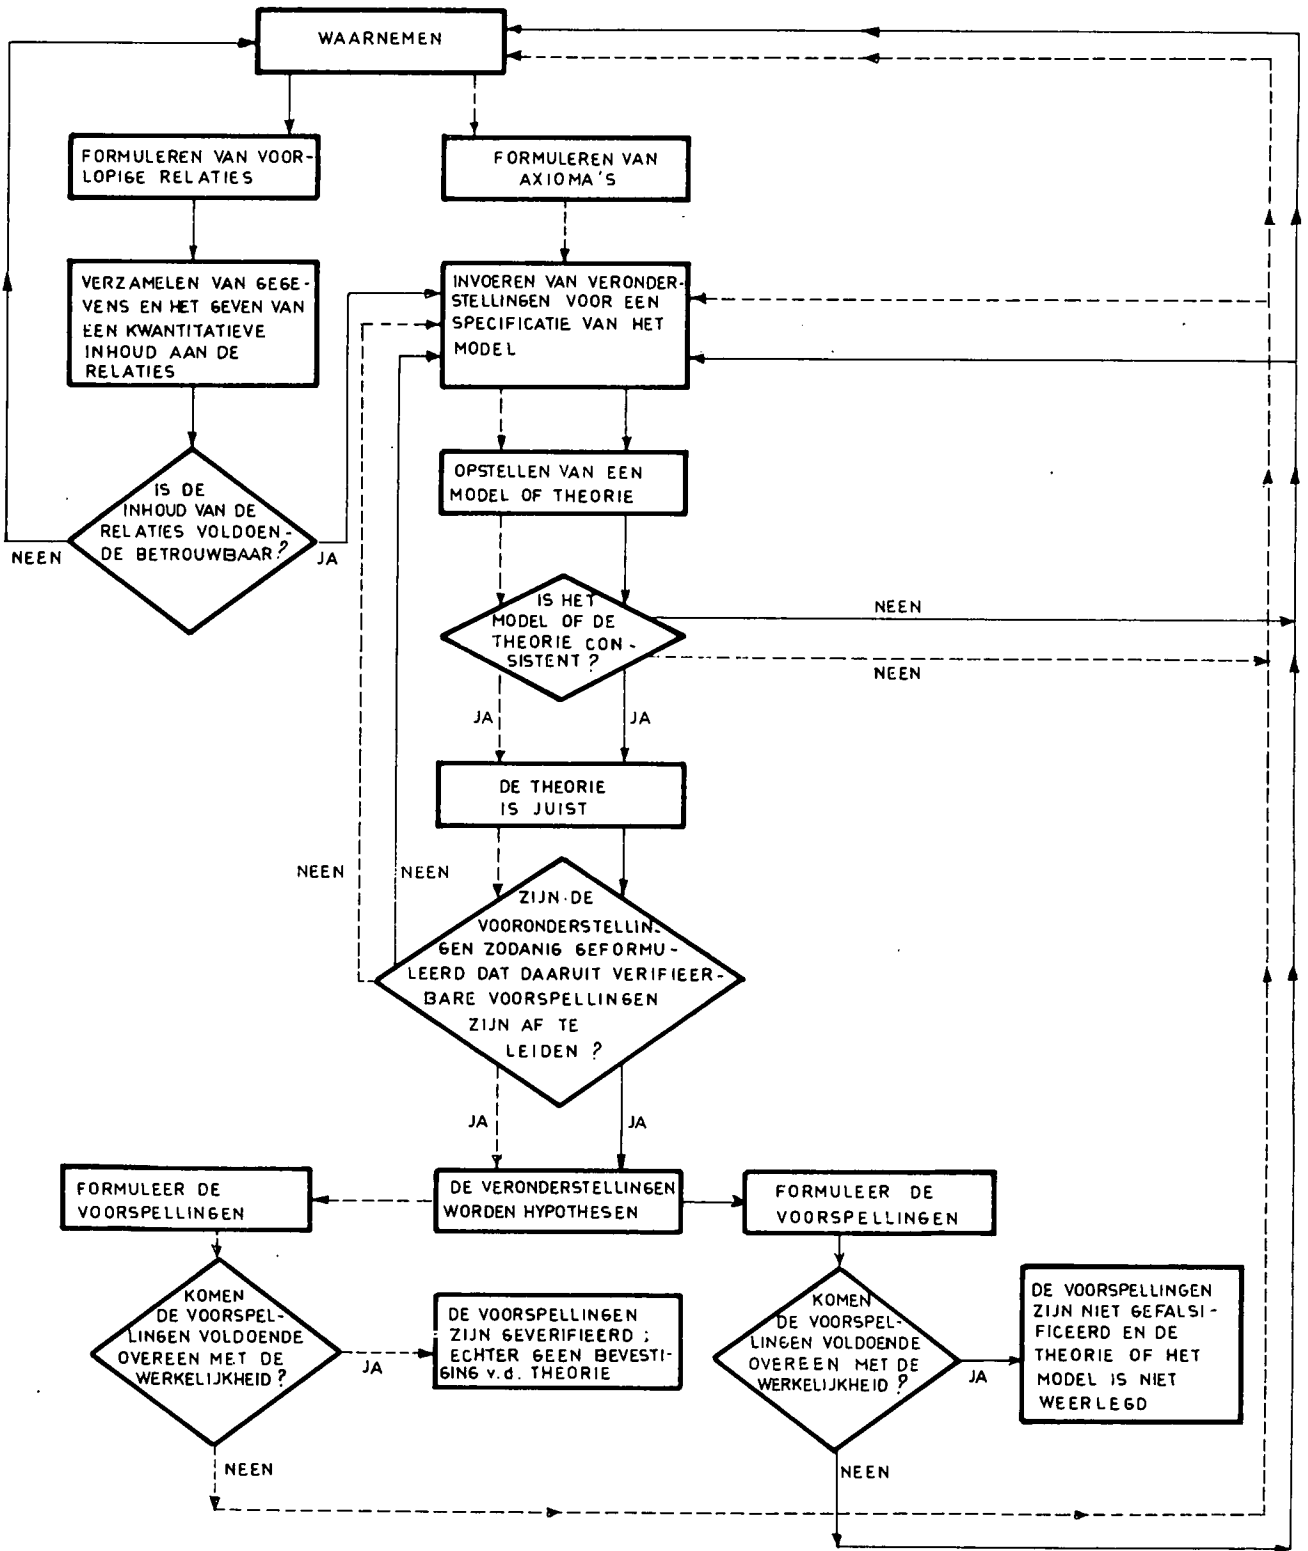 WAARNEMEN
FORMULEREN VAN VOOR-
LOPIGE RELATIES
FORMULEREN VAN
AXIOMA'S
VERZAMELEN VAN GEGE-
VENS EN HET GEVEN VAN
EEN KWANTITATIEVE
INHOUD AAN DE
RELATIES
INVOEREN VAN VERONDER-
STELLINGEN VOOR EEN
SPECIFICATIE VAN HET
MODEL
IS DE
INHOUD VAN DE
RELATIES VOLDOEN-
DE BETROUWBAAR?
NEEN
JA
OPSTELLEN VAN EEN
MODEL OF THEORIE
IS HET
MODEL OF DE
THEORIE CON-
SISTENT?
NEEN
NEEN
JA
JA
DE THEORIE
IS JUIST
NEEN
NEEN
ZIJN DE
VOORONDERSTELLIN-
GEN ZODANIG GEFORMU-
LEERD DAT DAARUIT VERIFIEER-
BARE VOORSPELLINGEN
ZIJN AF TE
LEIDEN?
JA
JA
FORMULEER DE
VOORSPELLINGEN
DE VERONDERSTELLINGEN
WORDEN HYPOTHESEN
FORMULEER DE
VOORSPELLINGEN
KOMEN
DE VOORSPEL-
LINGEN VOLDOENDE
OVEREEN MET DE
WERKELIJKHEID?
JA
NEEN
DE VOORSPELLINGEN
ZIJN GEVERIFIEERD;
ECHTER GEEN BEVESTI-
GING v.d. THEORIE
KOMEN
DE VOORSPEL-
LINGEN VOLDOENDE
OVEREEN MET DE
WERKELIJKHEID?
JA
NEEN
DE VOORSPELLINGEN
ZIJN NIET GEFALSI-
FICEERD EN DE
THEORIE OF HET
MODEL IS NIET
WEERLEGD